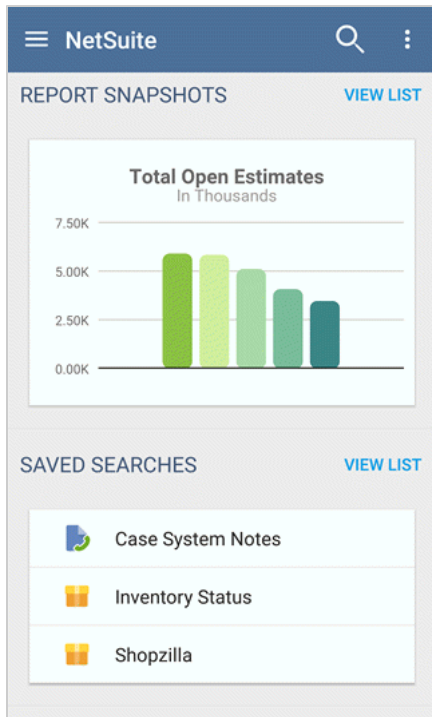 NetSuite
REPORT SNAPSHOTS VIEW LIST
Total Open Estimates
In Thousands
7.50K
5.00K
2.50K
0.00K
SAVED SEARCHES VIEW LIST
Case System Notes
Inventory Status
Shopzilla